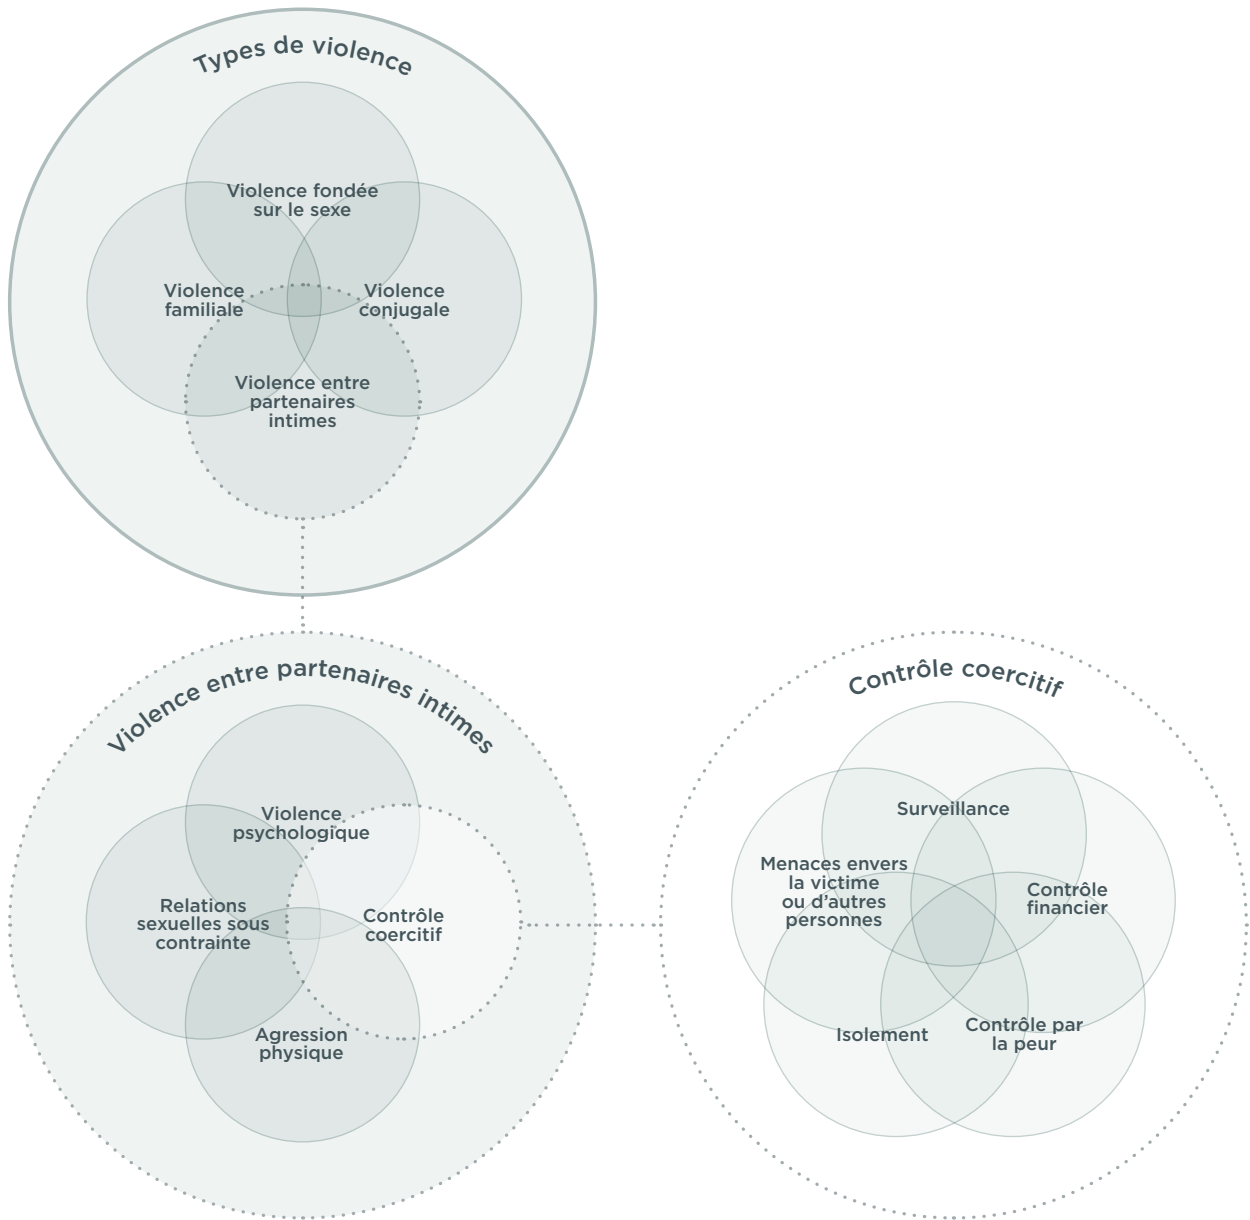 Types de violence
Violence fondée
sur le sexe
Violence
familiale
Violence
conjugale
Violence entre
partenaires
intimes
Violence entre partenaires intimes
Violence
psychologique
Relations
sexuelles sous
contrainte
Contrôle
coercitif
Agression
physique
Contrôle coercitif
Surveillance
Menaces envers
la victime
ou d’autres
personnes
Contrôle
financier
Isolement
Contrôle par
la peur